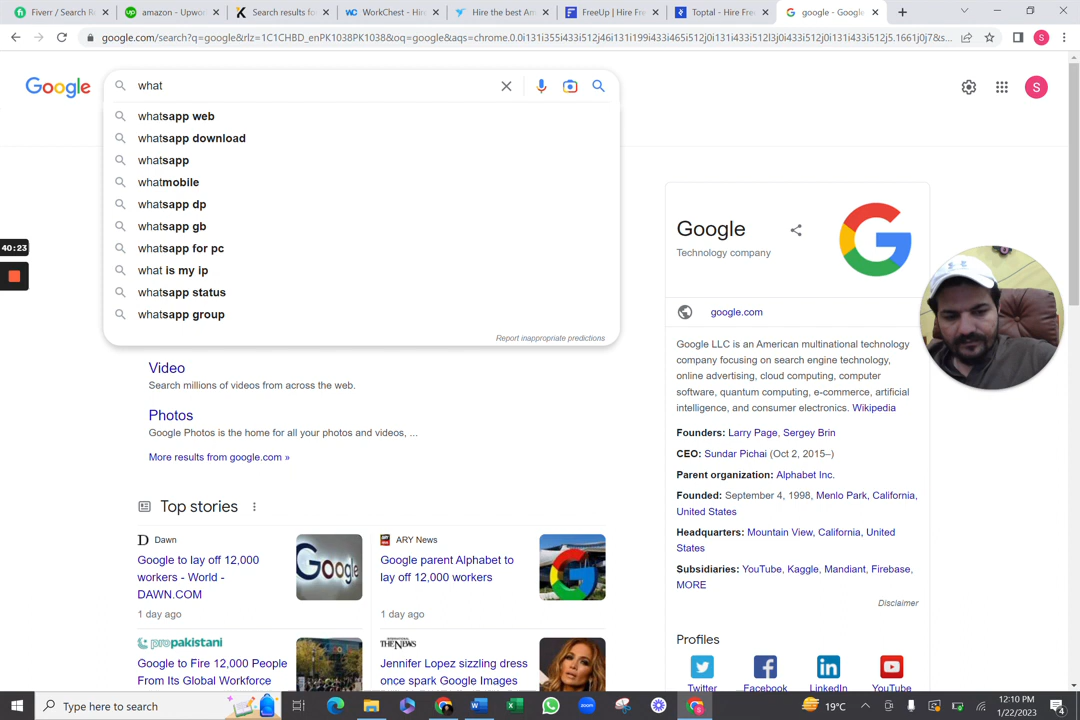 Fiverr / Search R
amazon - Upwo
Search results fo
WorkChest - Hir
Hire the best Am
FreeUp | Hire Fr
Toptal - Hire Fre
google - Google
google.com/search?q=google&rlz=1C1CHBD_enPK1038PK1038&oq=google&aqs=chrome.0.0i131i355i433i512j46i131i199i433i465i512j0i131i433i512l3j0i433i512j0i131i433i512j5.1661j0j7&s...
S
Google
what
S
whatsapp web
whatsapp download
whatsapp
whatmobile
whatsapp dp
whatsapp gb
whatsapp for pc
what is my ip
whatsapp status
whatsapp group
Report inappropriate predictions
40:23
Video
Search millions of videos from across the web.
Photos
Google Photos is the home for all your photos and videos, ...
More results from google.com »
Top stories
Dawn
Google to lay off 12,000
workers - World -
DAWN.COM
1 day ago
Google
ARY News
Google parent Alphabet to
lay off 12,000 workers
1 day ago
propakistani
Google to Fire 12,000 People
From Its Global Workforce
THE NEWS
Jennifer Lopez sizzling dress
once spark Google Images
Google
Technology company
google.com
Google LLC is an American multinational technology
company focusing on search engine technology,
online advertising, cloud computing, computer
software, quantum computing, e-commerce, artificial
intelligence, and consumer electronics. Wikipedia
Founders: Larry Page, Sergey Brin
CEO: Sundar Pichai (Oct 2, 2015–)
Parent organization: Alphabet Inc.
Founded: September 4, 1998, Menlo Park, California,
United States
Headquarters: Mountain View, California, United
States
Subsidiaries: YouTube, Kaggle, Mandiant, Firebase,
MORE
Disclaimer
Profiles
Twitter
Facebook
LinkedIn
YouTube
Type here to search
19°C
12:10 PM
1/22/2023
4